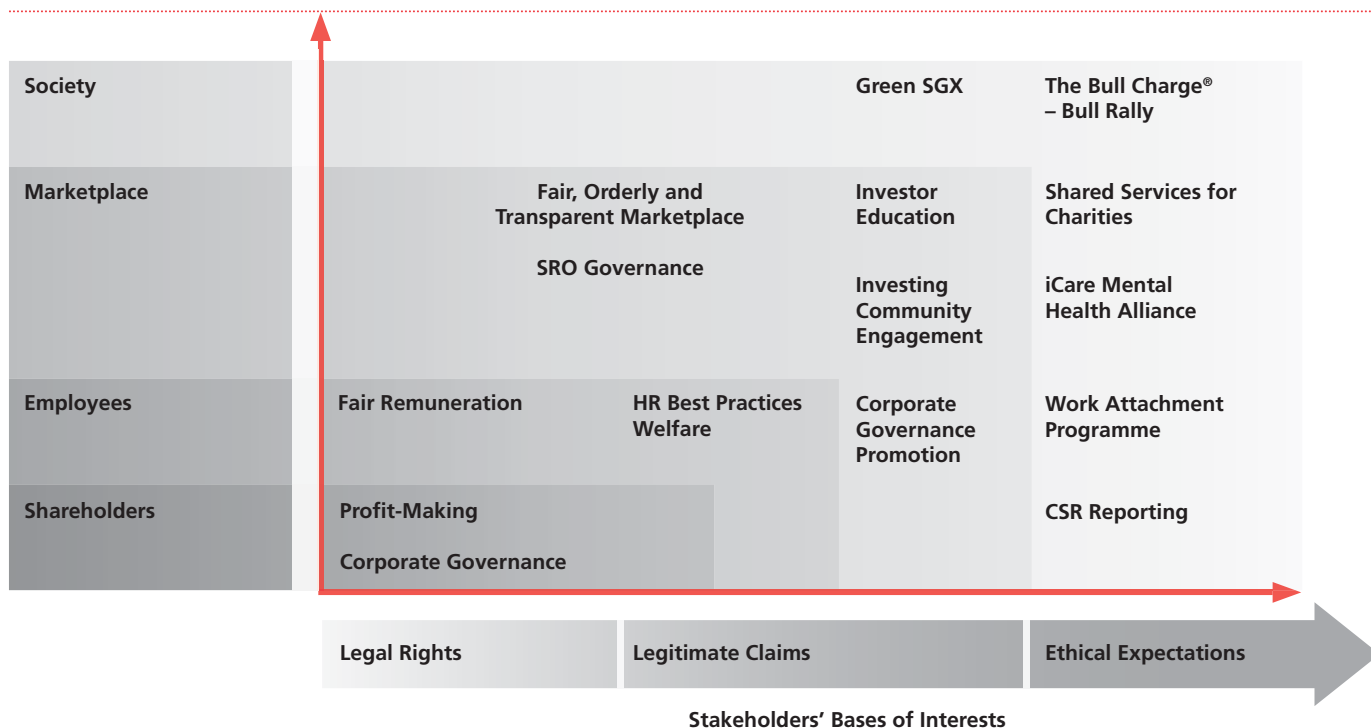 Society
Green SGX
The Bull Charge®
– Bull Rally
Marketplace
Fair, Orderly and
Transparent Marketplace
SRO Governance
Investor
Education
Investing
Community
Engagement
Shared Services for
Charities
iCare Mental
Health Alliance
Employees
Fair Remuneration
HR Best Practices
Welfare
Corporate
Governance
Promotion
Work Attachment
Programme
Shareholders
Profit-Making
Corporate Governance
CSR Reporting
Legal Rights
Legitimate Claims
Ethical Expectations
Stakeholders’ Bases of Interests